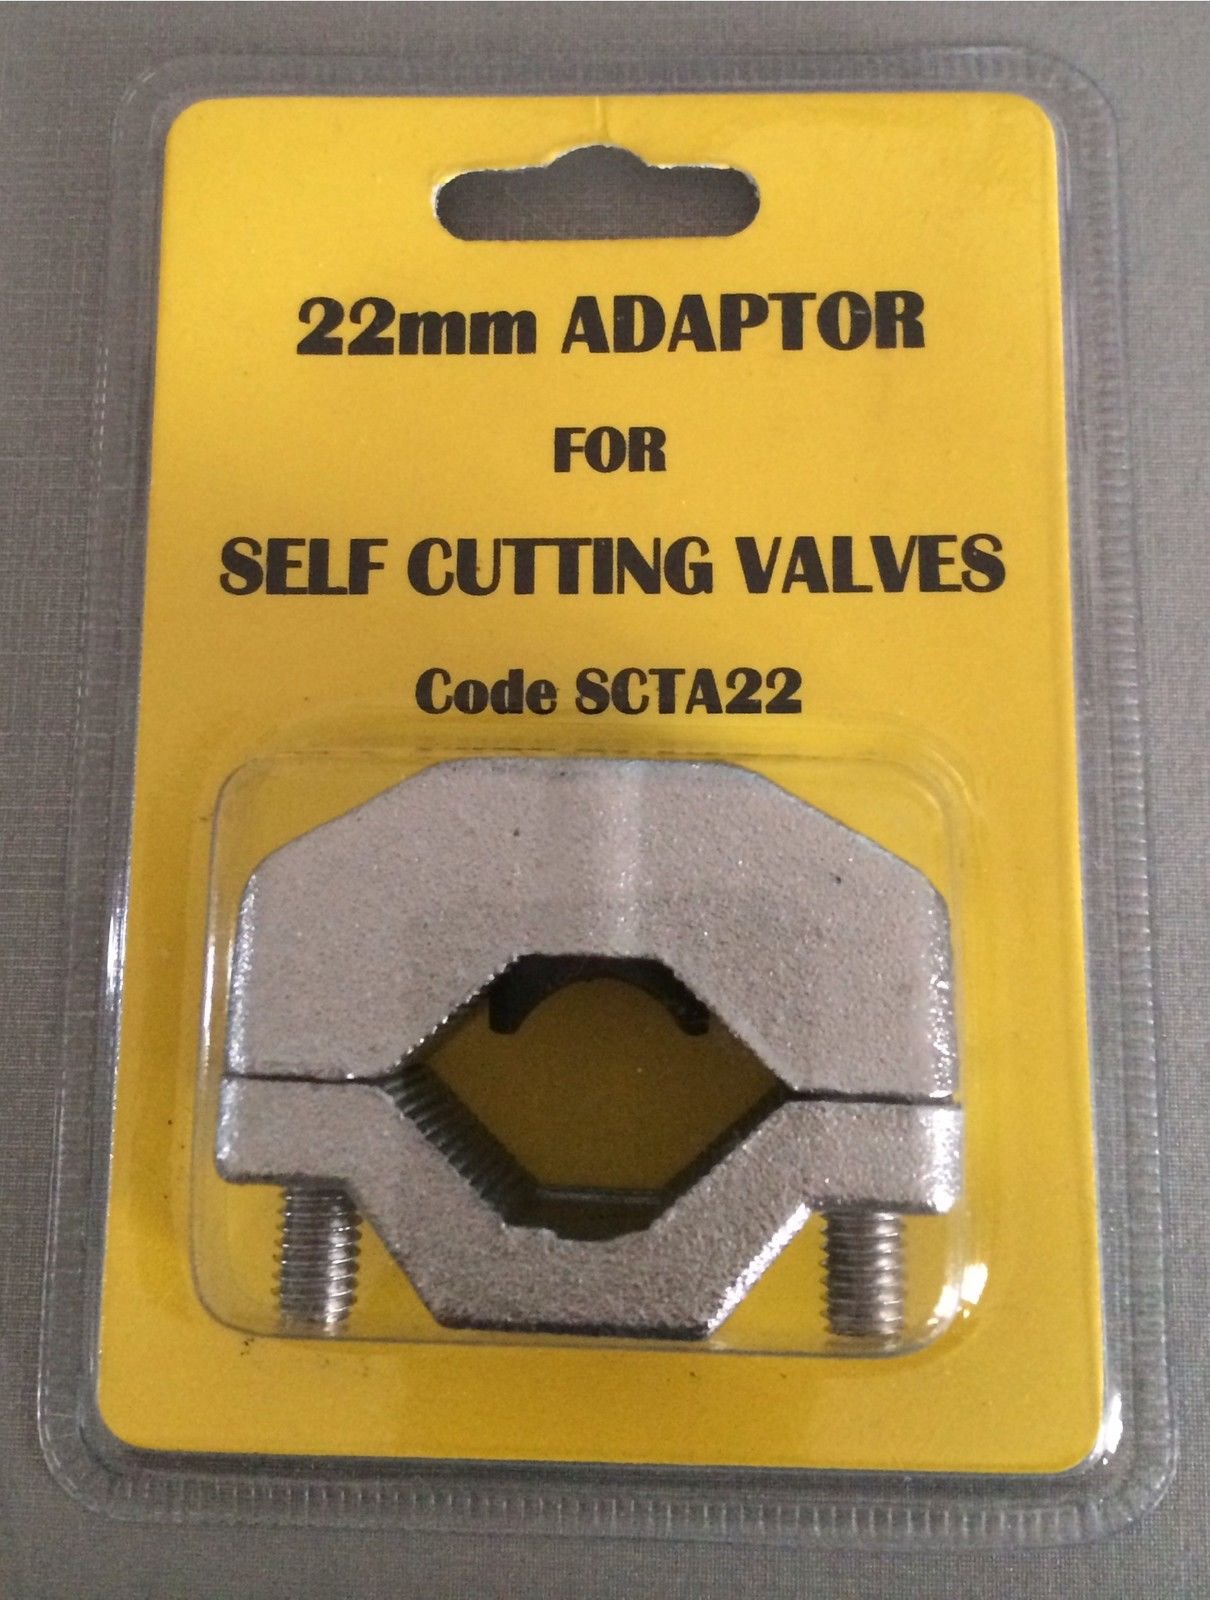 22mm ADAPTOR
FOR
SELF CUTTING VALVES
Code SCTA22